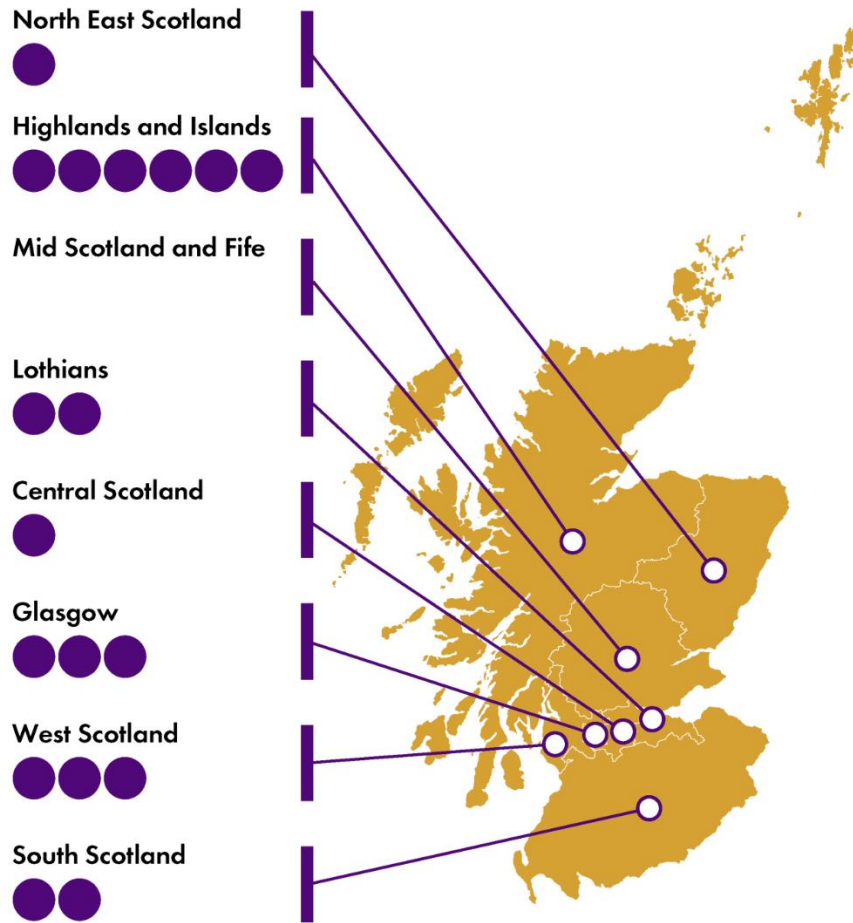 North East Scotland
Highlands and Islands
Mid Scotland and Fife
Lothians
Central Scotland
Glasgow
West Scotland
South Scotland